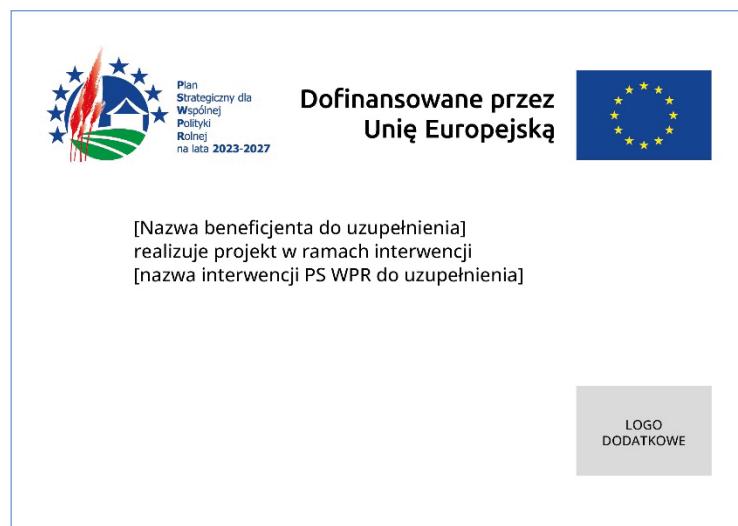 Plan
Strategiczny dla
Wspólnej
Polityki
Rolnej
na lata 2023-2027
Dofinansowane przez
Unię Europejską
[Nazwa beneficjenta do uzupełnienia]
realizuje projekt w ramach interwencji
[nazwa interwencji PS WPR do uzupełnienia]
LOGO
DODATKOWE